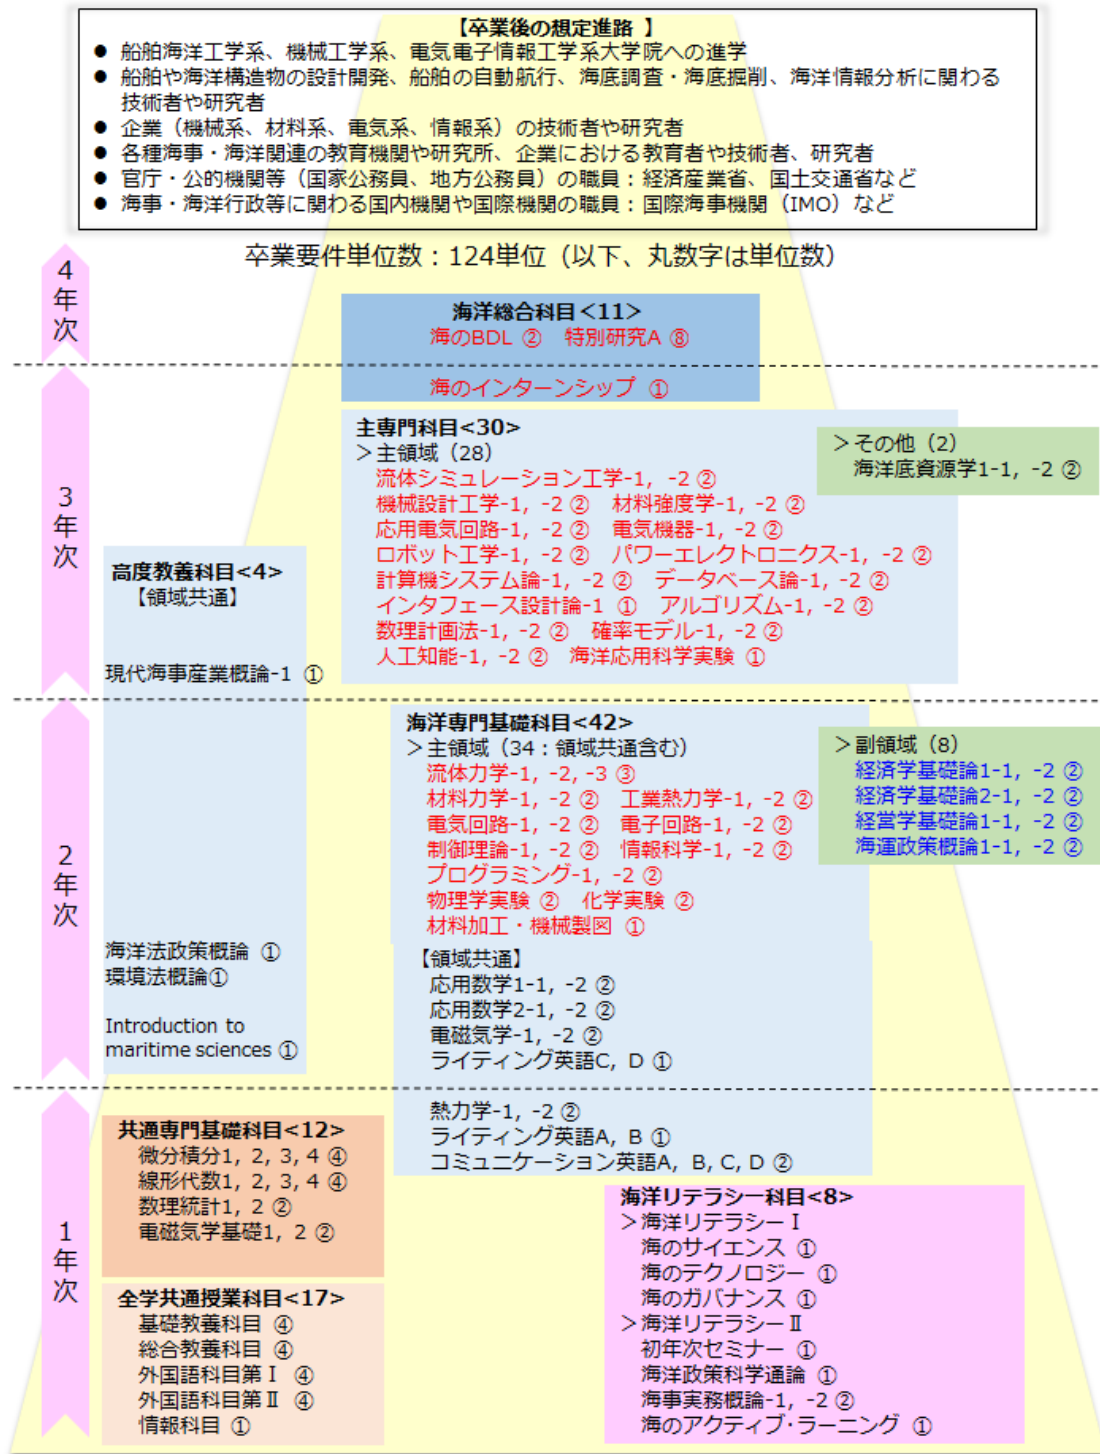 【卒業後の想定進路 】
● 船舶海洋工学系、機械工学系、電気電子情報工学系大学院への進学
● 船舶や海洋構造物の設計開発、船舶の自動航行、海底調査・海底掘削、海洋情報分析に関わる
技術者や研究者
● 企業（機械系、材料系、電気系、情報系）の技術者や研究者
● 各種海事・海洋関連の教育機関や研究所、企業における教育者や技術者、研究者
● 官庁・公的機関等（国家公務員、地方公務員）の職員：経済産業省、国土交通省など
● 海事・海洋行政等に関わる国内機関や国際機関の職員：国際海事機関（IMO）など
卒業要件単位数：124単位（以下、丸数字は単位数）
4年次
海洋総合科目<11>
海のBDL ② 特別研究A ⑧
海のインターンシップ ①
3年次
主専門科目<30>
＞主領域（28）
流体シミュレーション工学-1, -2 ②
機械設計工学-1, -2 ② 材料強度学-1, -2 ②
応用電気回路-1, -2 ② 電気機器-1, -2 ②
ロボット工学-1, -2 ② パワーエレクトロニクス-1, -2 ②
計算機システム論-1, -2 ② データベース論-1, -2 ②
インタフェース設計論-1 ① アルゴリズム-1, -2 ②
数理計画法-1, -2 ② 確率モデル-1, -2 ②
人工知能-1, -2 ② 海洋応用科学実験 ①
＞その他（2）
海洋底資源学1-1, -2 ②
高度教養科目<4>
【領域共通】
現代海事産業概論-1 ①
2年次
海洋専門基礎科目<42>
＞主領域（34：領域共通含む）
流体力学-1, -2, -3 ③
材料力学-1, -2 ② 工業熱力学-1, -2 ②
電気回路-1, -2 ② 電子回路-1, -2 ②
制御理論-1, -2 ② 情報科学-1, -2 ②
プログラミング-1, -2 ②
物理学実験 ② 化学実験 ②
材料加工・機械製図 ①
＞副領域（8）
経済学基礎論1-1, -2 ②
経済学基礎論2-1, -2 ②
経営学基礎論1-1, -2 ②
海運政策概論1-1, -2 ②
海洋法政策概論 ①
環境法概論①
Introduction to
maritime sciences ①
【領域共通】
応用数学1-1, -2 ②
応用数学2-1, -2 ②
電磁気学-1, -2 ②
ライティング英語C, D ①
熱力学-1, -2 ②
ライティング英語A, B ①
コミュニケーション英語A, B, C, D ②
1年次
共通専門基礎科目<12>
微分積分1, 2, 3, 4 ④
線形代数1, 2, 3, 4 ④
数理統計1, 2 ②
電磁気学基礎1, 2 ②
全学共通授業科目<17>
基礎教養科目 ④
総合教養科目 ④
外国語科目第Ⅰ ④
外国語科目第Ⅱ ④
情報科目 ①
海洋リテラシー科目<8>
＞海洋リテラシーⅠ
海のサイエンス ①
海のテクノロジー ①
海のガバナンス ①
＞海洋リテラシーⅡ
初年次セミナー ①
海洋政策科学通論 ①
海事実務概論-1, -2 ②
海のアクティブ・ラーニング ①